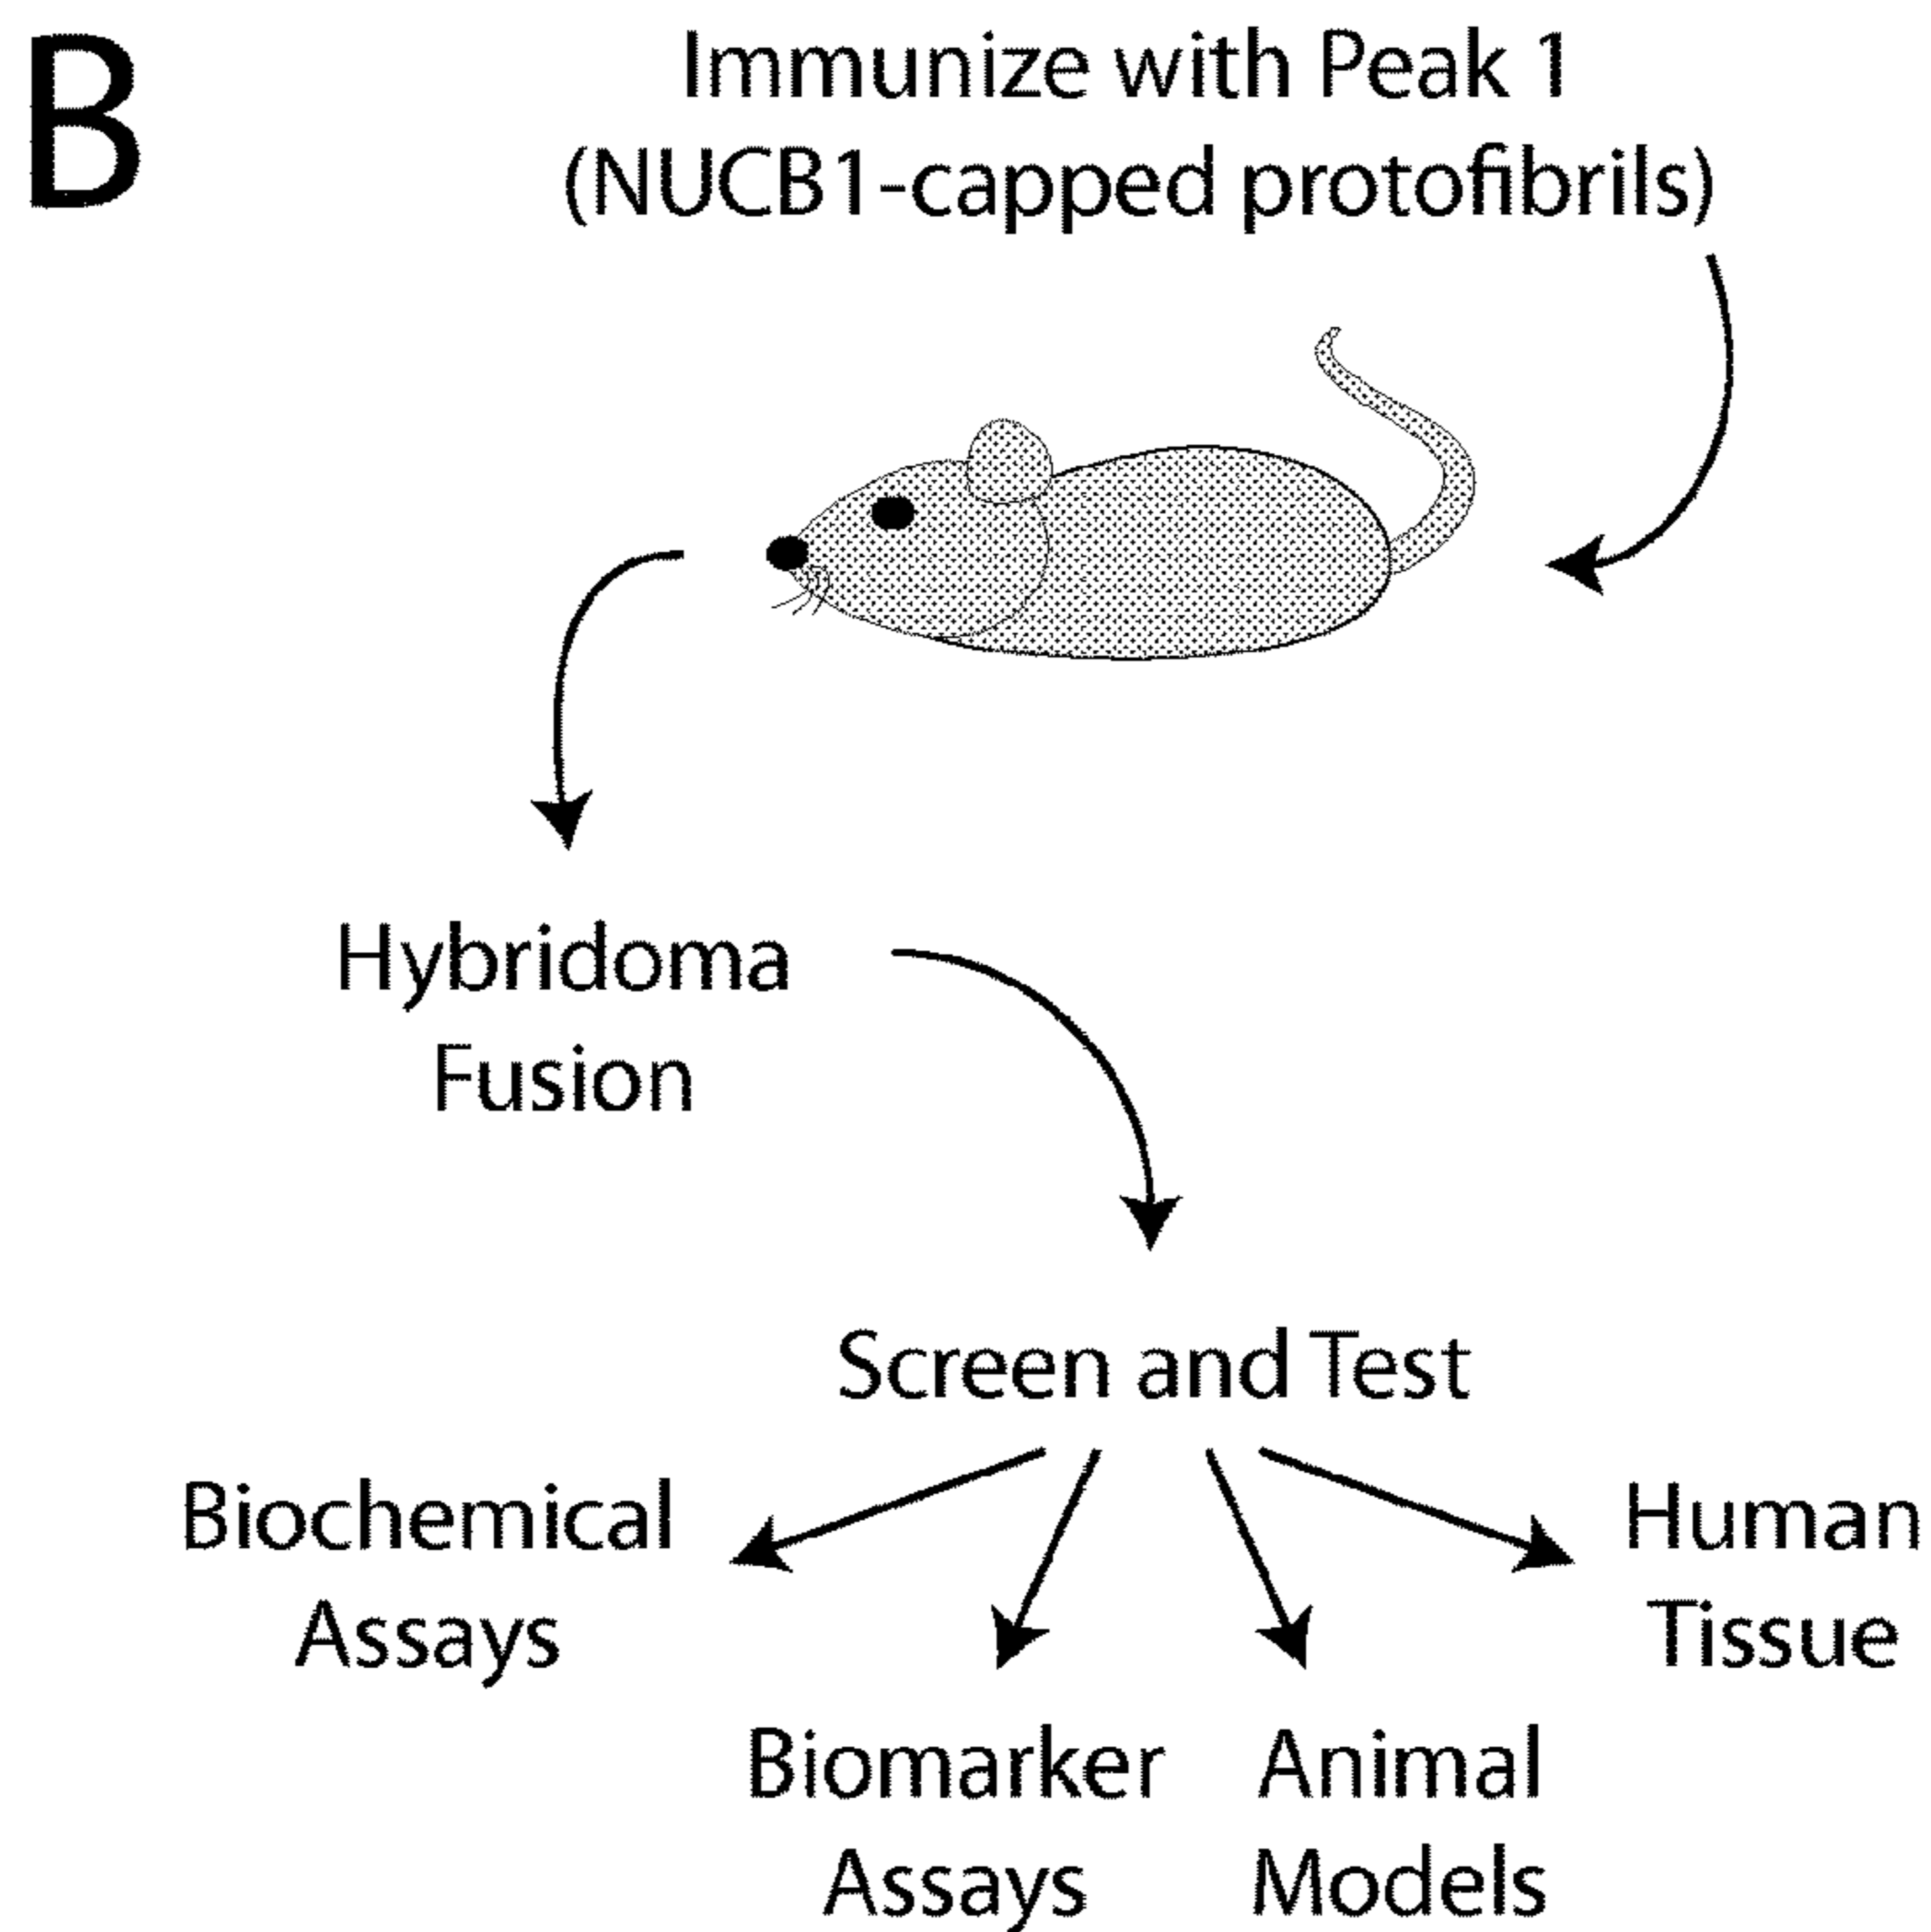 B
Immunize with Peak 1
(NUCB1-capped protofibrils)
Hybridoma
Fusion
Screen and Test
Biochemical
Assays
Biomarker
Assays
Animal
Models
Human
Tissue